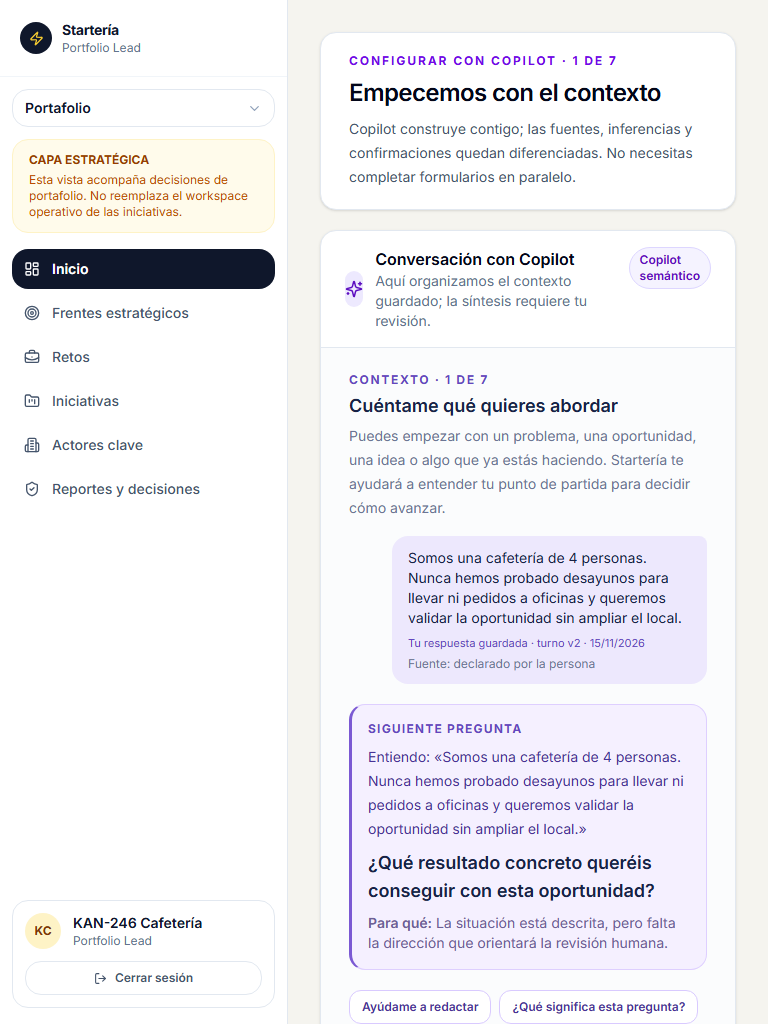 Startería
Portfolio Lead
Portafolio
CAPA ESTRATÉGICA
Esta vista acompaña decisiones de
portafolio. No reemplaza el workspace
operativo de las iniciativas.
Inicio
Frentes estratégicos
Retos
Iniciativas
Actores clave
Reportes y decisiones
KC
KAN-246 Cafetería
Portfolio Lead
Cerrar sesión
CONFIGURAR CON COPILOT · 1 DE 7
Empecemos con el contexto
Copilot construye contigo; las fuentes, inferencias y
confirmaciones quedan diferenciadas. No necesitas
completar formularios en paralelo.
Conversación con Copilot
Aquí organizamos el contexto
guardado; la síntesis requiere tu
revisión.
Copilot
semántico
CONTEXTO · 1 DE 7
Cuéntame qué quieres abordar
Puedes empezar con un problema, una oportunidad,
una idea o algo que ya estás haciendo. Startería te
ayudará a entender tu punto de partida para decidir
cómo avanzar.
Somos una cafetería de 4 personas.
Nunca hemos probado desayunos para
llevar ni pedidos a oficinas y queremos
validar la oportunidad sin ampliar el local.
Tu respuesta guardada · turno v2 · 15/11/2026
Fuente: declarado por la persona
SIGUIENTE PREGUNTA
Entiendo: «Somos una cafetería de 4 personas.
Nunca hemos probado desayunos para llevar ni
pedidos a oficinas y queremos validar la
oportunidad sin ampliar el local.»
¿Qué resultado concreto queréis
conseguir con esta oportunidad?
Para qué: La situación está descrita, pero falta
la dirección que orientará la revisión humana.
Ayúdame a redactar
¿Qué significa esta pregunta?